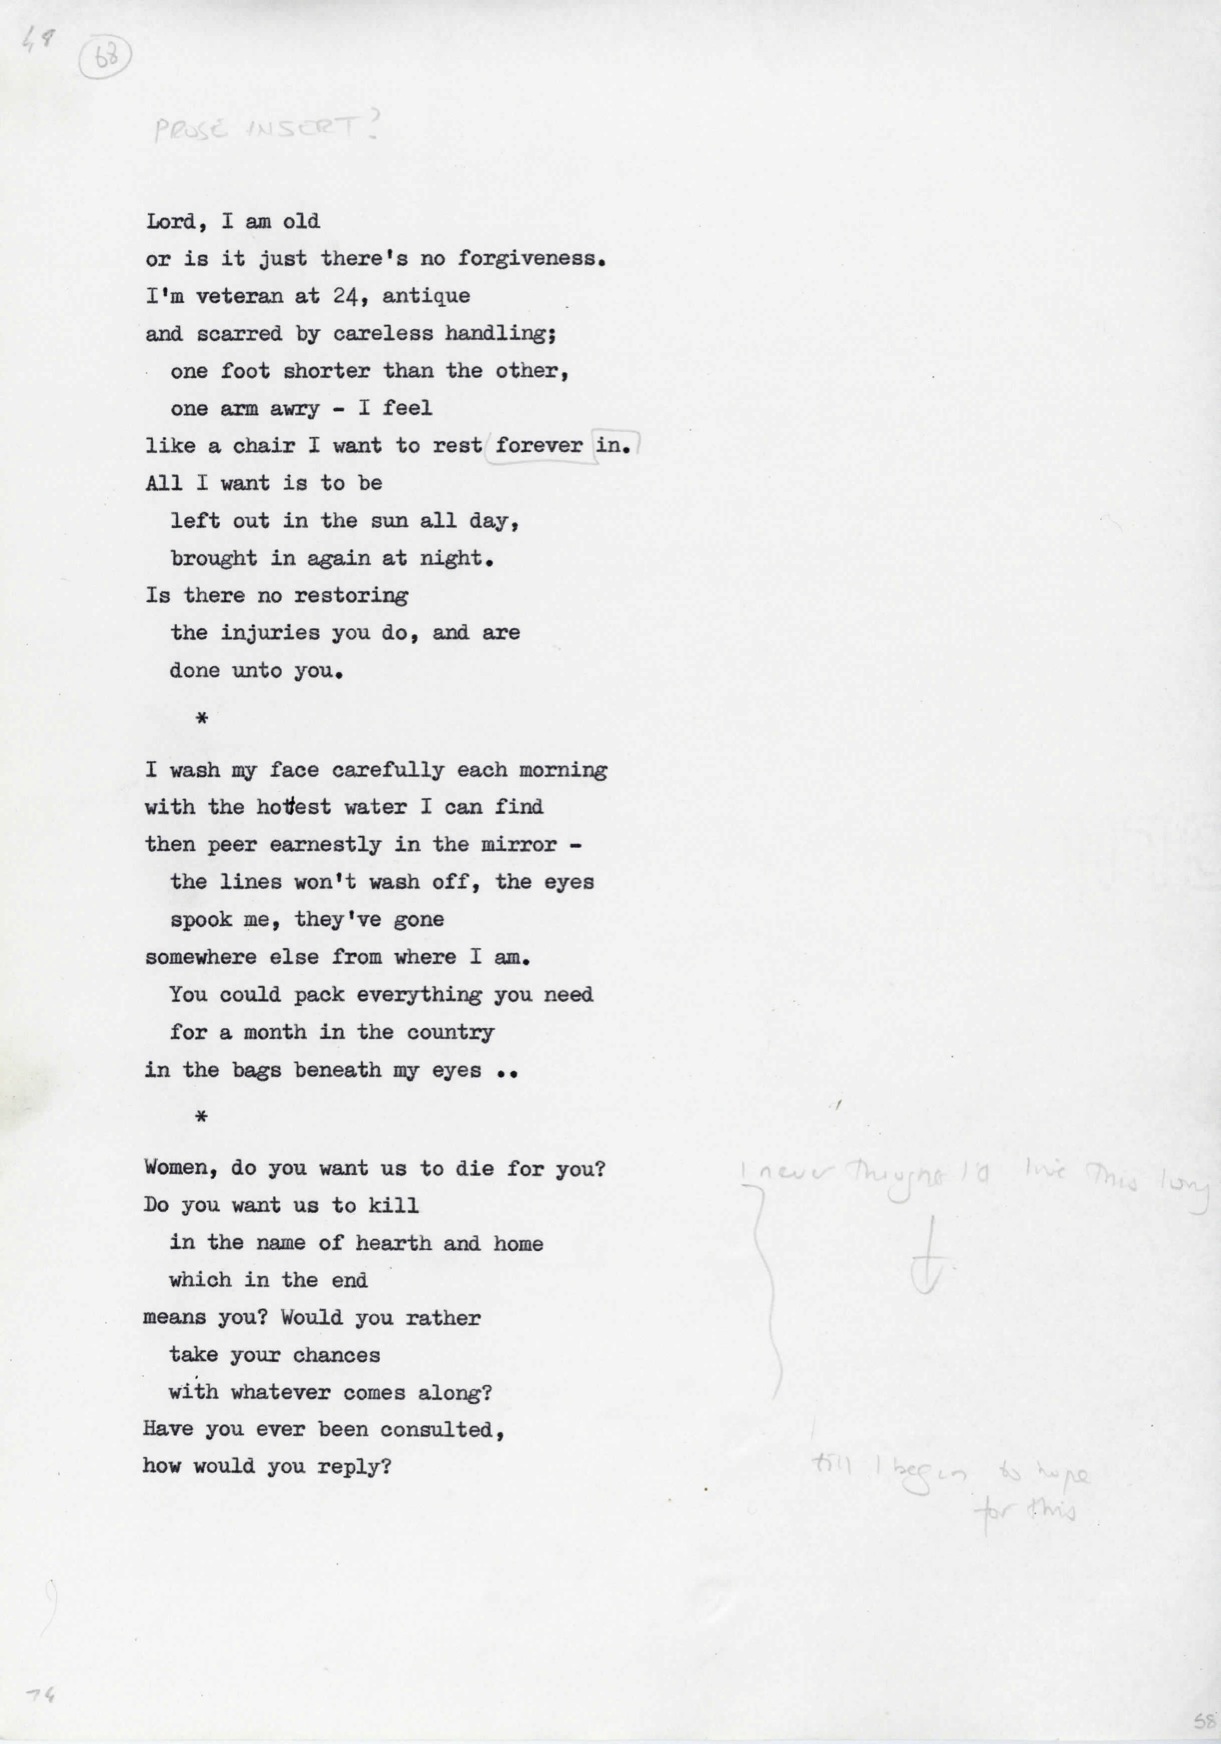 48
68
PROSE INSERT?
Lord, I am old
or is it just there's no forgiveness.
I'm veteran at 24, antique
and scarred by careless handling;
one foot shorter than the other,
one arm awry - I feel
like a chair I want to rest forever in.
All I want is to be
left out in the sun all day,
brought in again at night.
Is there no restoring
the injuries you do, and are
done unto you.
*
I wash my face carefully each morning
with the hottest water I can find
then peer earnestly in the mirror -
the lines won't wash off, the eyes
spook me, they've gone
somewhere else from where I am.
You could pack everything you need
for a month in the country
in the bags beneath my eyes ..
*
Women, do you want us to die for you?
I never thought I'd live this long
Do you want us to kill
in the name of hearth and home
which in the end
means you? Would you rather
take your chances
with whatever comes along?
Have you ever been consulted,
how would you reply?
till I begin to hope
for this
74
58